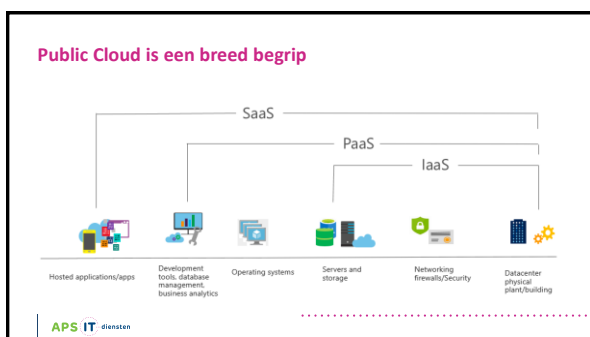 Public Cloud is een breed begrip
SaaS
PaaS
IaaS
Hosted applications/apps
Development
tools, database
management,
business analytics
Operating systems
Servers and
storage
Networking
firewalls/Security
Datacenter
physical
plant/building
APS IT diensten